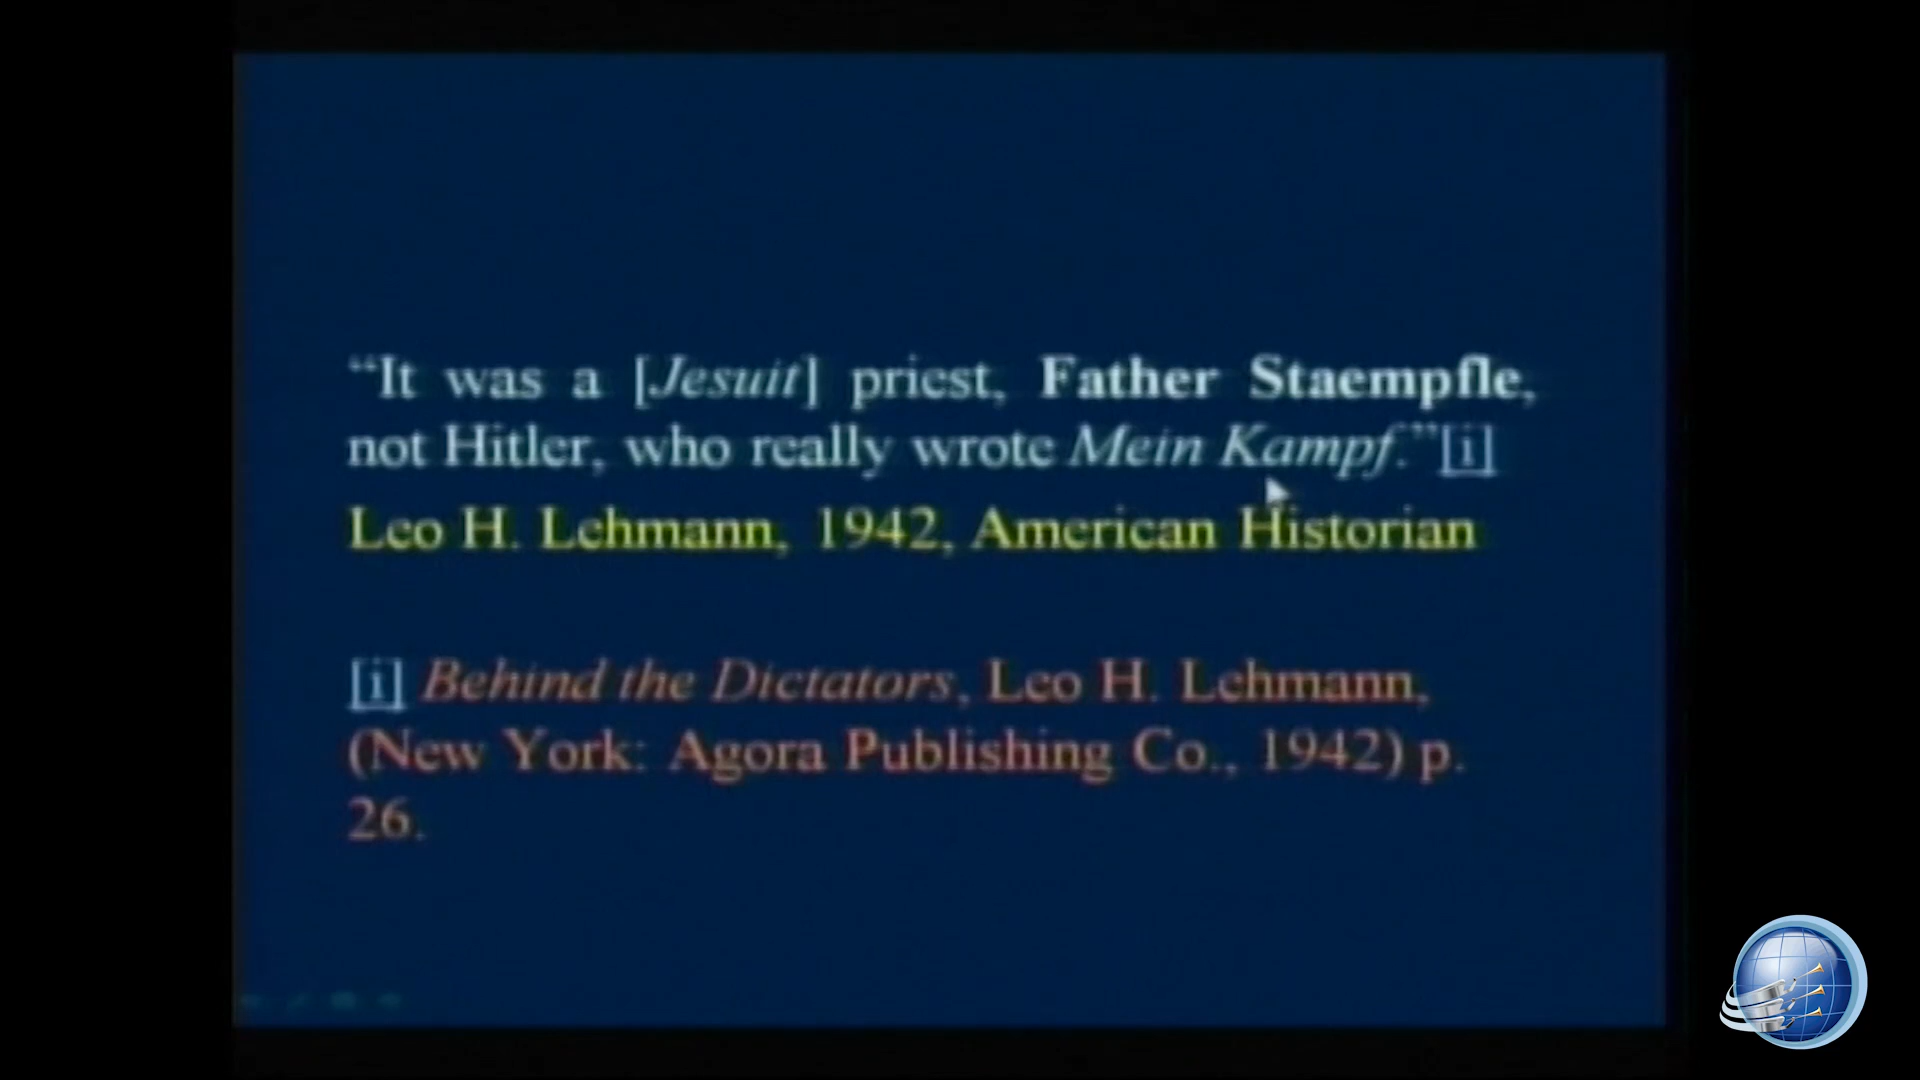 “It was a [Jesuit] priest, Father Staempfle,
not Hitler, who really wrote Mein Kampf.”[i]
Leo H. Lehmann, 1942, American Historian
[i] Behind the Dictators, Leo H. Lehmann,
(New York: Agora Publishing Co., 1942) p.
26.